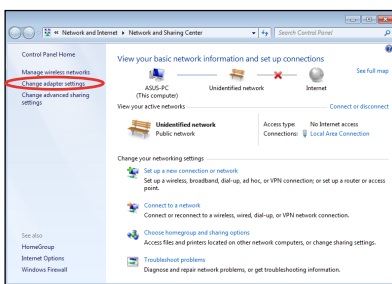 « Network and Internet ▸ Network and Sharing Center
Search Control Panel
Control Panel Home
Manage wireless networks
Change adapter settings
Change advanced sharing
settings
See also
HomeGroup
Internet Options
Windows Firewall
View your basic network information and set up connections
See full map
ASUS-PC
(This computer)
Unidentified network
Internet
View your active networks
Connect or disconnect
Unidentified network
Public network
Access type: No Internet access
Connections: Local Area Connection
Change your networking settings
Set up a new connection or network
Set up a wireless, broadband, dial-up, ad hoc, or VPN connection; or set up a router or access
point.
Connect to a network
Connect or reconnect to a wireless, wired, dial-up, or VPN network connection.
Choose homegroup and sharing options
Access files and printers located on other network computers, or change sharing settings.
Troubleshoot problems
Diagnose and repair network problems, or get troubleshooting information.